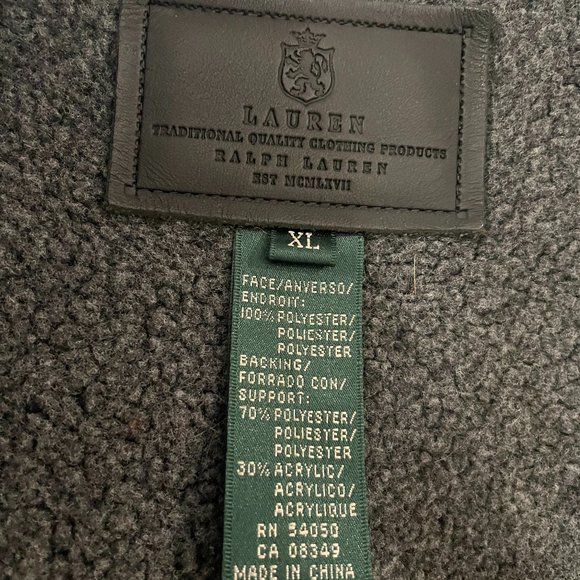 LAUREN
TRADITIONAL QUALITY CLOTHING PRODUCTS
RALPH LAUREN
EST MCMLXVII
XL
FACE/ANVERSO/
ENDROIT:
100% POLYESTER/
POLIESTER/
POLYESTER
BACKING/
FORRADO CON/
SUPPORT:
70% POLYESTER/
POLIESTER/
POLYESTER
30% ACRYLIC/
ACRYLICO/
ACRYLIQUE
RN 54050
CA 08349
MADE IN CHINA